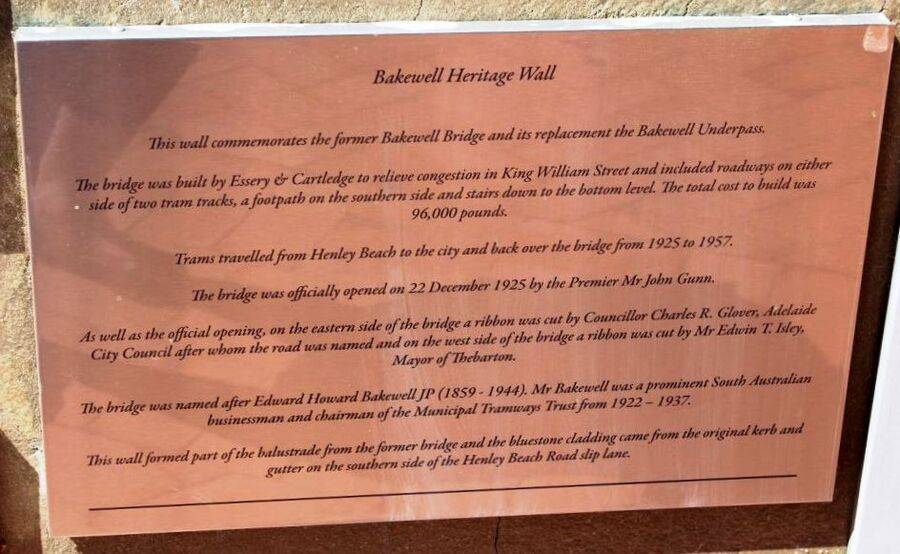 Bakewell Heritage Wall
This wall commemorates the former Bakewell Bridge and its replacement the Bakewell Underpass.
The bridge was built by Essery & Cartledge to relieve congestion in King William Street and included roadways on either
side of two tram tracks, a footpath on the southern side and stairs down to the bottom level. The total cost to build was
96,000 pounds.
Trams travelled from Henley Beach to the city and back over the bridge from 1925 to 1957.
The bridge was officially opened on 22 December 1925 by the Premier Mr John Gunn.
As well as the official opening, on the eastern side of the bridge a ribbon was cut by Councillor Charles R. Glover, Adelaide
City Council after whom the road was named and on the west side of the bridge a ribbon was cut by Mr Edwin T. Isley,
Mayor of Thebarton.
The bridge was named after Edward Howard Bakewell JP (1859 - 1944). Mr Bakewell was a prominent South Australian
businessman and chairman of the Municipal Tramways Trust from 1922 – 1937.
This wall formed part of the balustrade from the former bridge and the bluestone cladding came from the original kerb and
gutter on the southern side of the Henley Beach Road slip lane.